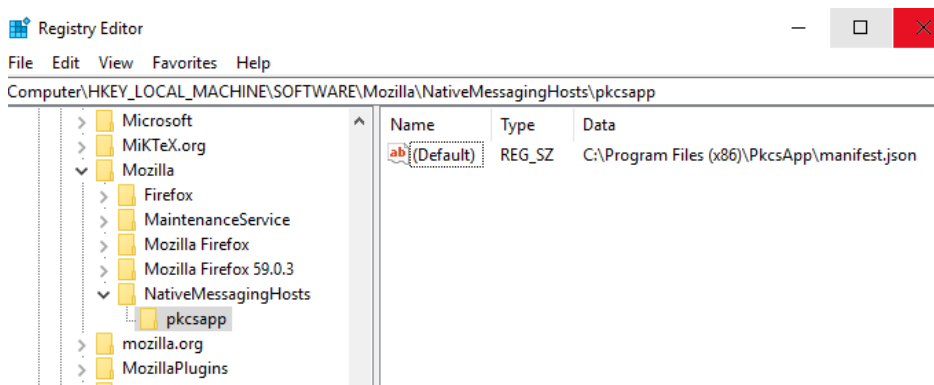 Registry Editor
File Edit View Favorites Help
Computer\HKEY_LOCAL_MACHINE\SOFTWARE\Mozilla\NativeMessagingHosts\pkcsapp
Microsoft
MiKTeX.org
Mozilla
Firefox
MaintenanceService
Mozilla Firefox
Mozilla Firefox 59.0.3
NativeMessagingHosts
pkcsapp
mozilla.org
MozillaPlugins
Name Type Data
ab (Default) REG_SZ C:\Program Files (x86)\PkcsApp\manifest.json